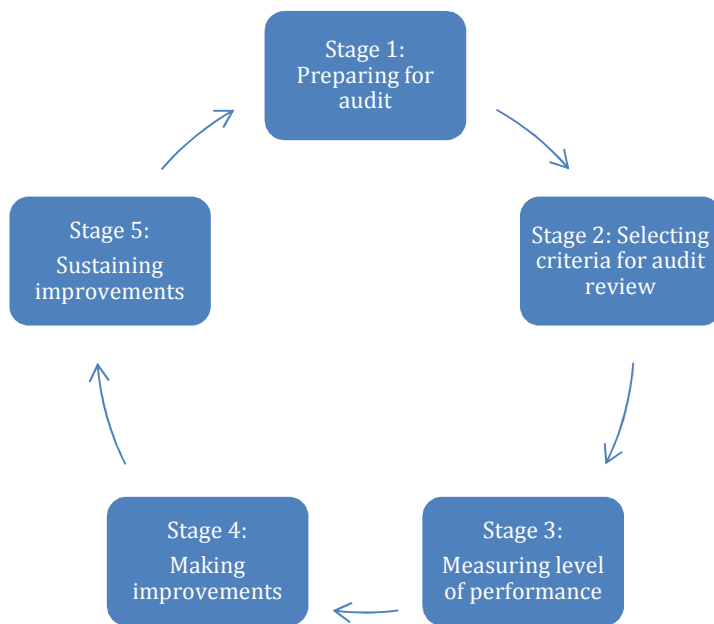 Stage 1:
Preparing for
audit
Stage 2: Selecting
criteria for audit
review
Stage 3:
Measuring level
of performance
Stage 4:
Making
improvements
Stage 5:
Sustaining
improvements